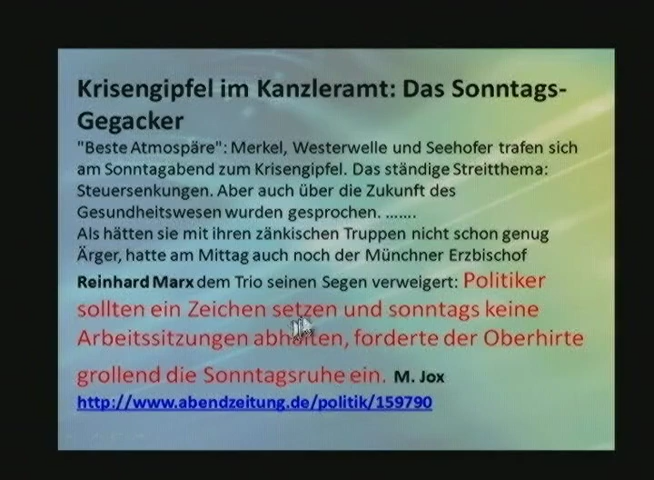 Krisengipfel im Kanzleramt: Das Sonntags-
Gegacker
"Beste Atmospäre": Merkel, Westerwelle und Seehofer trafen sich
am Sonntagabend zum Krisengipfel. Das ständige Streitthema:
Steuersenkungen. Aber auch über die Zukunft des
Gesundheitswesen wurden gesprochen. .......
Als hätten sie mit ihren zänkischen Truppen nicht schon genug
Ärger, hatte am Mittag auch noch der Münchner Erzbischof
Reinhard Marx dem Trio seinen Segen verweigert: Politiker
sollten ein Zeichen setzen und sonntags keine
Arbeitssitzungen abhalten, forderte der Oberhirte
grollend die Sonntagsruhe ein. M. Jox
http://www.abendzeitung.de/politik/159790